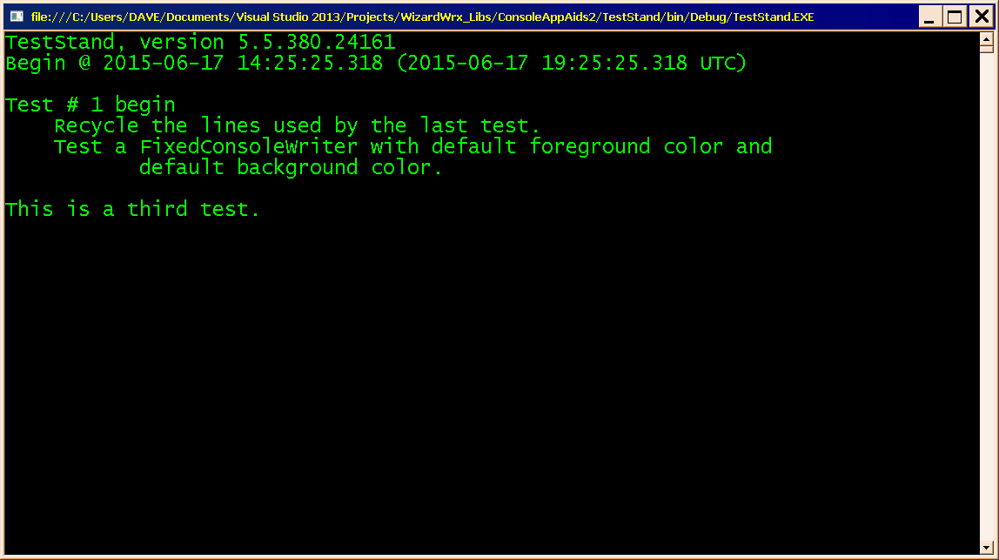 file:///C:/Users/DAVE/Documents/Visual Studio 2013/Projects/WizardWrx_Libs/ConsoleAppAids2/TestStand/bin/Debug/TestStand.EXE
TestStand, version 5.5.380.24161
Begin @ 2015-06-17 14:25:25.318 (2015-06-17 19:25:25.318 UTC)
Test # 1 begin
Recycle the lines used by the last test.
Test a FixedConsoleWriter with default foreground color and
default background color.
This is a third test.